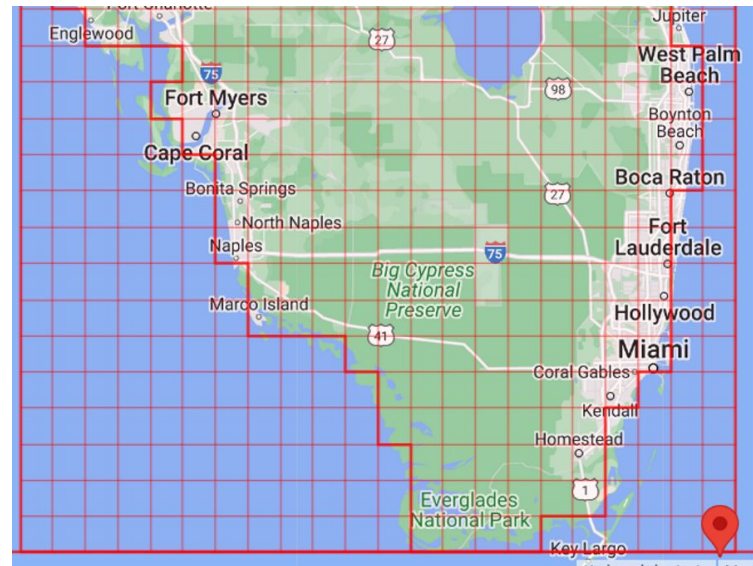 Port Charlotte
Jupiter
Englewood
27
West Palm
Beach
75
98
Fort Myers
Boynton
Beach
Cape Coral
Boca Raton
Bonita Springs
27
North Naples
Fort
Lauderdale
Naples
75
Big Cypress
National
Preserve
Marco Island
Hollywood
41
Miami
Coral Gables
Kendall
Homestead
1
Everglades
National Park
Key Largo